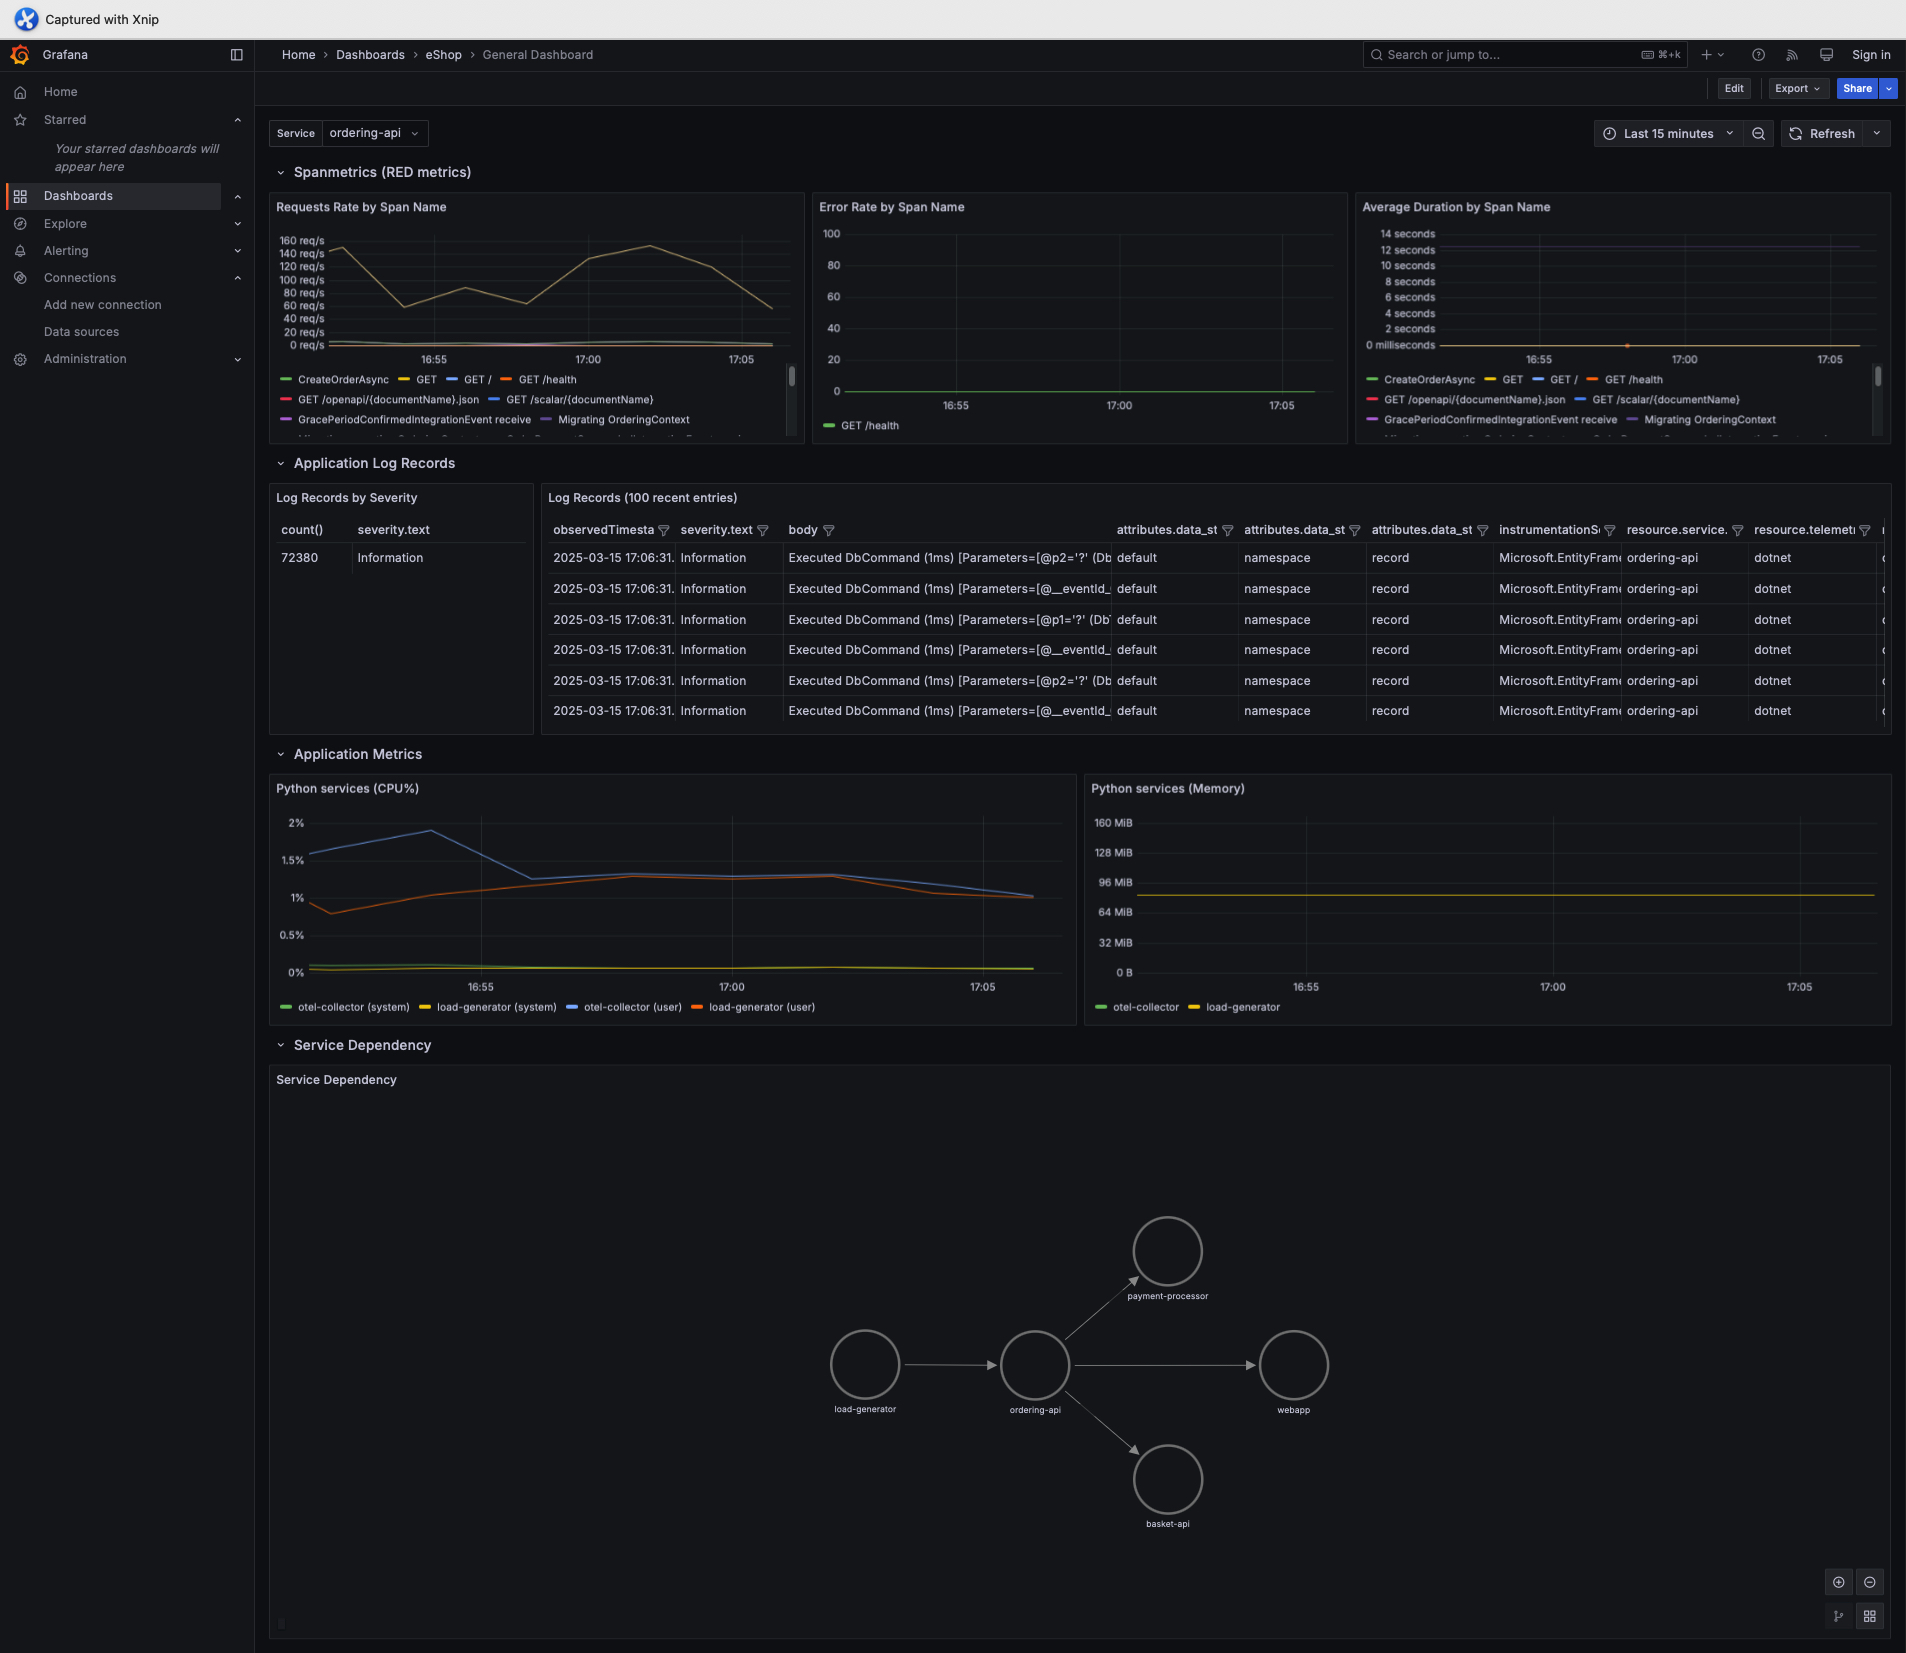 Captured with Xnip
Grafana
Home › Dashboards › eShop › General Dashboard
Search or jump to...
⌘+k
Sign in
Home
Starred
Your starred dashboards will
appear here
Dashboards
Explore
Alerting
Connections
Add new connection
Data sources
Administration
Edit
Export
Share
Service
ordering-api
Last 15 minutes
Refresh
Spanmetrics (RED metrics)
Requests Rate by Span Name
160 req/s
140 req/s
120 req/s
100 req/s
80 req/s
60 req/s
40 req/s
20 req/s
0 req/s
16:55 17:00 17:05
CreateOrderAsync GET GET / GET /health
GET /openapi/{documentName}.json GET /scalar/{documentName}
GracePeriodConfirmedIntegrationEvent receive Migrating OrderingContext
Error Rate by Span Name
100
80
60
40
20
0
16:55 17:00 17:05
GET /health
Average Duration by Span Name
14 seconds
12 seconds
10 seconds
8 seconds
6 seconds
4 seconds
2 seconds
0 milliseconds
16:55 17:00 17:05
CreateOrderAsync GET GET / GET /health
GET /openapi/{documentName}.json GET /scalar/{documentName}
GracePeriodConfirmedIntegrationEvent receive Migrating OrderingContext
Application Log Records
Log Records by Severity
count() severity.text
72380 Information
Log Records (100 recent entries)
observedTimesta severity.text body attributes.data_st attributes.data_st attributes.data_st instrumentationS resource.service. resource.telemet
2025-03-15 17:06:31. Information Executed DbCommand (1ms) [Parameters=[@p2='?' (Db default namespace record Microsoft.EntityFrame ordering-api dotnet
2025-03-15 17:06:31. Information Executed DbCommand (1ms) [Parameters=[@__eventId_ default namespace record Microsoft.EntityFrame ordering-api dotnet
2025-03-15 17:06:31. Information Executed DbCommand (1ms) [Parameters=[@p1='?' (DbT default namespace record Microsoft.EntityFrame ordering-api dotnet
2025-03-15 17:06:31. Information Executed DbCommand (1ms) [Parameters=[@__eventId_ default namespace record Microsoft.EntityFrame ordering-api dotnet
2025-03-15 17:06:31. Information Executed DbCommand (1ms) [Parameters=[@p2='?' (Db default namespace record Microsoft.EntityFrame ordering-api dotnet
2025-03-15 17:06:31. Information Executed DbCommand (1ms) [Parameters=[@__eventId_ default namespace record Microsoft.EntityFrame ordering-api dotnet
Application Metrics
Python services (CPU%)
2%
1.5%
1%
0.5%
0%
16:55 17:00 17:05
otel-collector (system) load-generator (system) otel-collector (user) load-generator (user)
Python services (Memory)
160 MiB
128 MiB
96 MiB
64 MiB
32 MiB
0 B
16:55 17:00 17:05
otel-collector load-generator
Service Dependency
Service Dependency
payment-processor
load-generator
ordering-api
webapp
basket-api